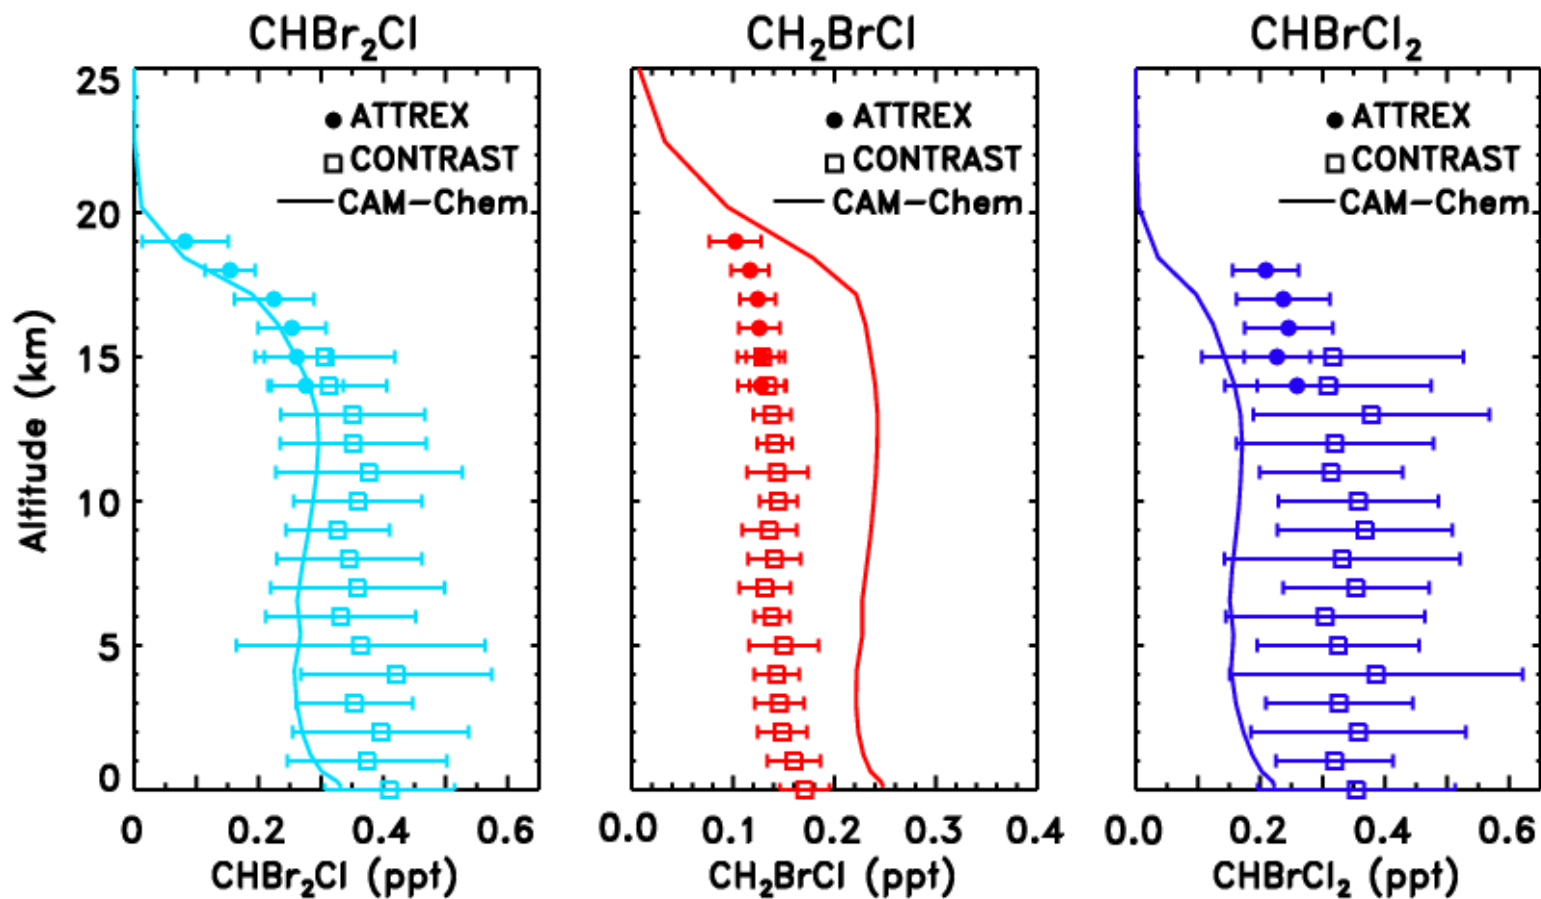 CHBr₂Cl
CH₂BrCl
CHBrCl₂
25
20
15
10
5
0
Altitude (km)
ATTREX
CONTRAST
CAM-Chem
ATTREX
CONTRAST
CAM-Chem
ATTREX
CONTRAST
CAM-Chem
0 0.2 0.4 0.6
0.0 0.1 0.2 0.3 0.4
0.0 0.2 0.4 0.6
CHBr₂Cl (ppt)
CH₂BrCl (ppt)
CHBrCl₂ (ppt)